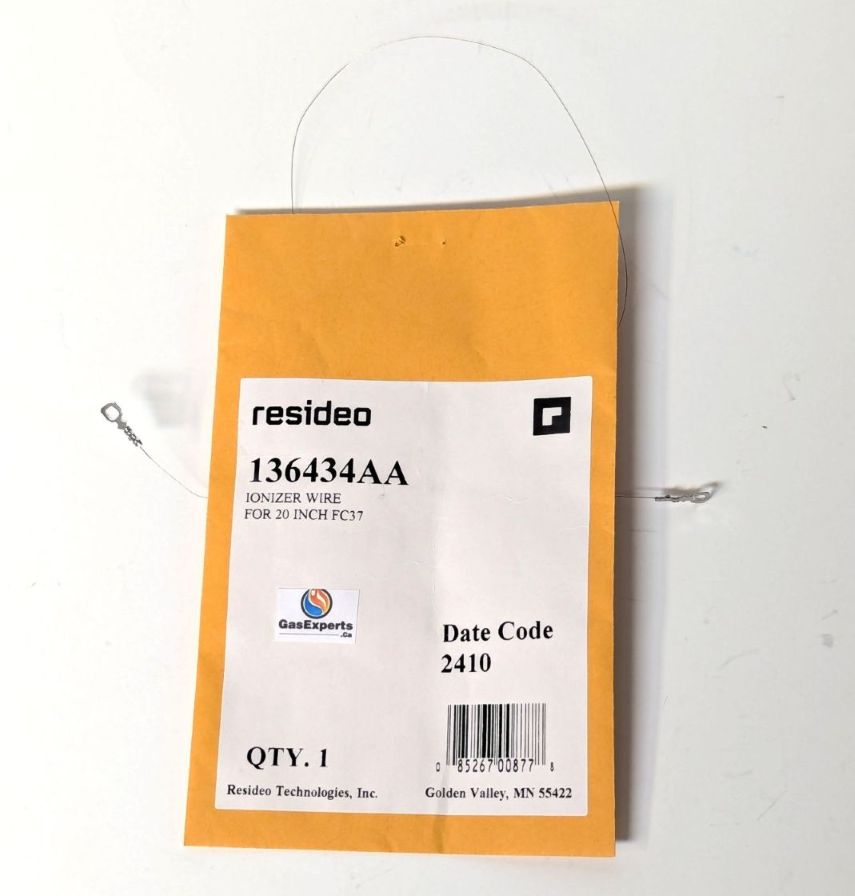 resideo
136434AA
IONIZER WIRE
FOR 20 INCH FC37
GasExperts
.Ca
Date Code
2410
QTY. 1
0 85267 00877 8
Resideo Technologies, Inc.
Golden Valley, MN 55422